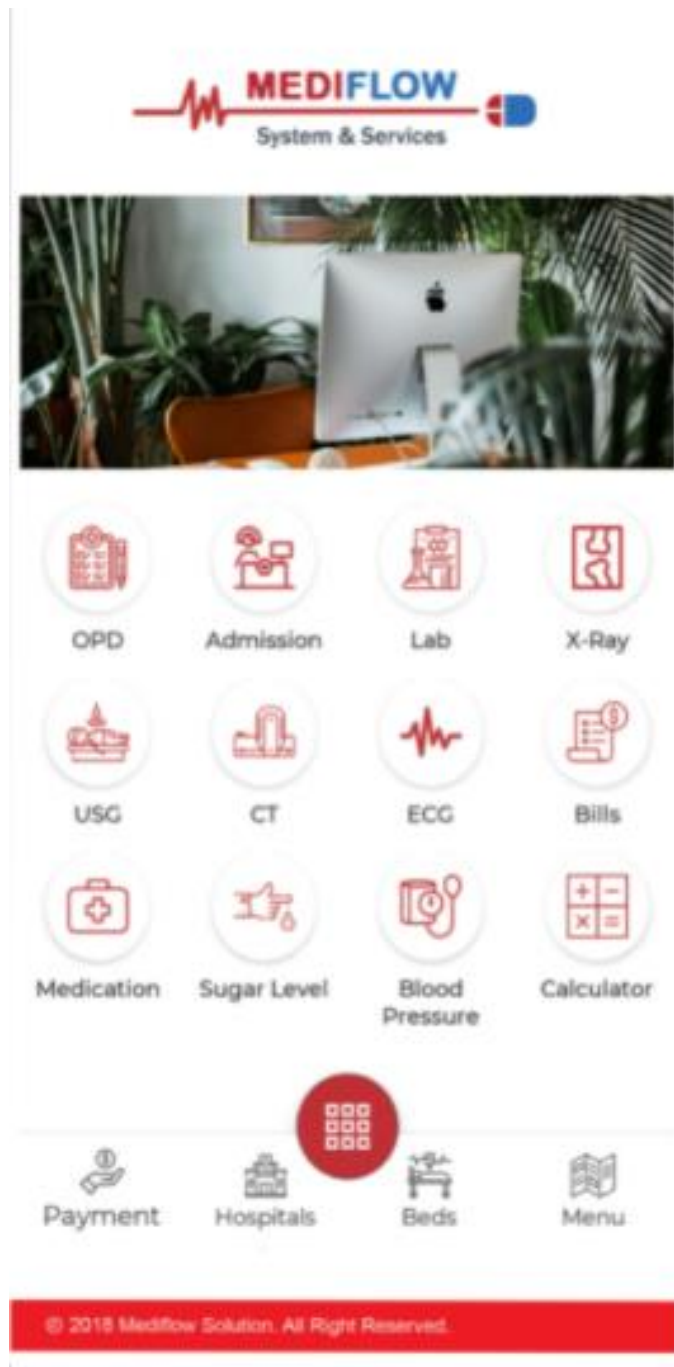 MEDIFLOW
System & Services
OPD
Admission
Lab
X-Ray
USG
CT
ECG
Bills
Medication
Sugar Level
Blood
Pressure
Calculator
Payment
Hospitals
Beds
Menu
© 2018 Mediflow Solution. All Right Reserved.